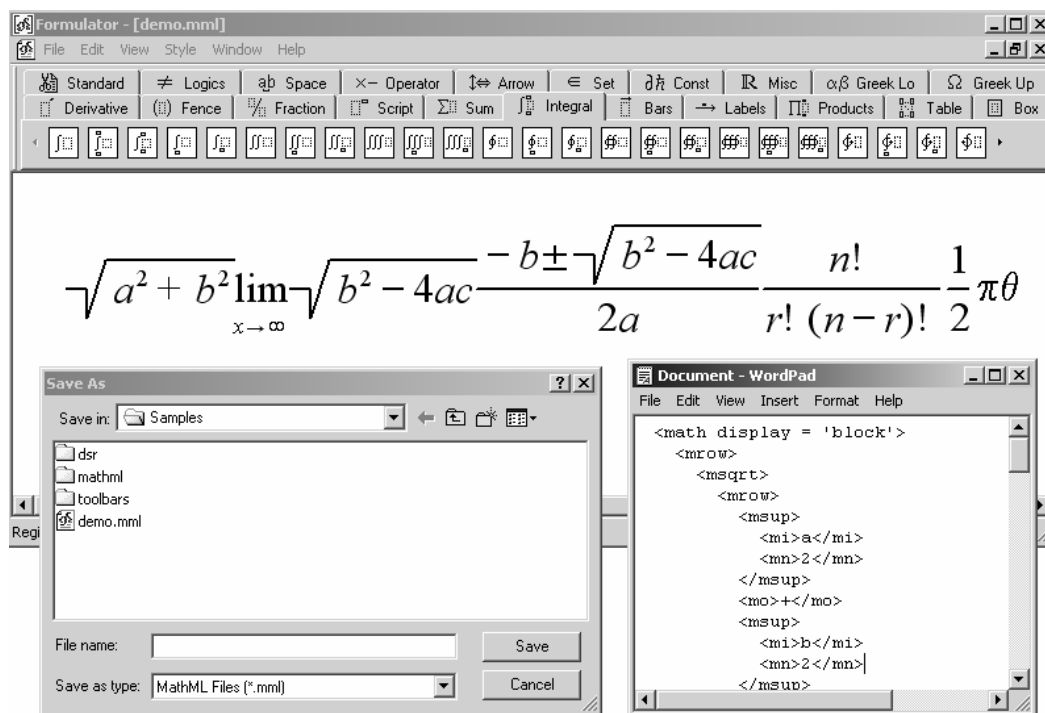 Formulator - [demo.mml]
File Edit View Style Window Help
Standard ≠ Logics ab Space ×− Operator ⇕⇔ Arrow ∈ Set ∂ℏ Const ℝ Misc αβ Greek Lo Ω Greek Up
Derivative Fence Fraction Script Σ Sum ∫ Integral Bars Labels Π Products Table Box
√(a² + b²) lim x→∞ √(b² − 4ac) (−b ± √(b² − 4ac))/(2a) n!/(r! (n − r)!) 1/2 πθ
Save As
Save in: Samples
dsr
mathml
toolbars
demo.mml
File name:
Save
Save as type: MathML Files (*.mml)
Cancel
Regi
Document - WordPad
File Edit View Insert Format Help
<math display = 'block'>
<mrow>
<msqrt>
<mrow>
<msup>
<mi>a</mi>
<mn>2</mn>
</msup>
<mo>+</mo>
<msup>
<mi>b</mi>
<mn>2</mn>
</msup>